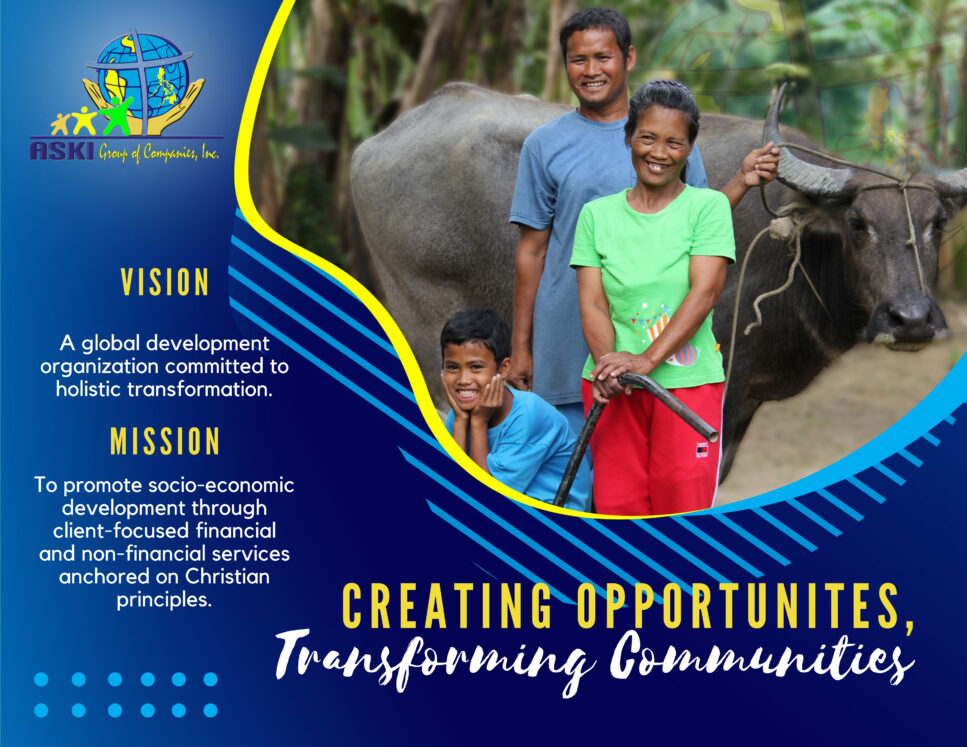 ASKI Group of Companies, Inc.
VISION
A global development
organization committed to
holistic transformation.
MISSION
To promote socio-economic
development through
client-focused financial
and non-financial services
anchored on Christian
principles.
CREATING OPPORTUNITES,
Transforming Communities